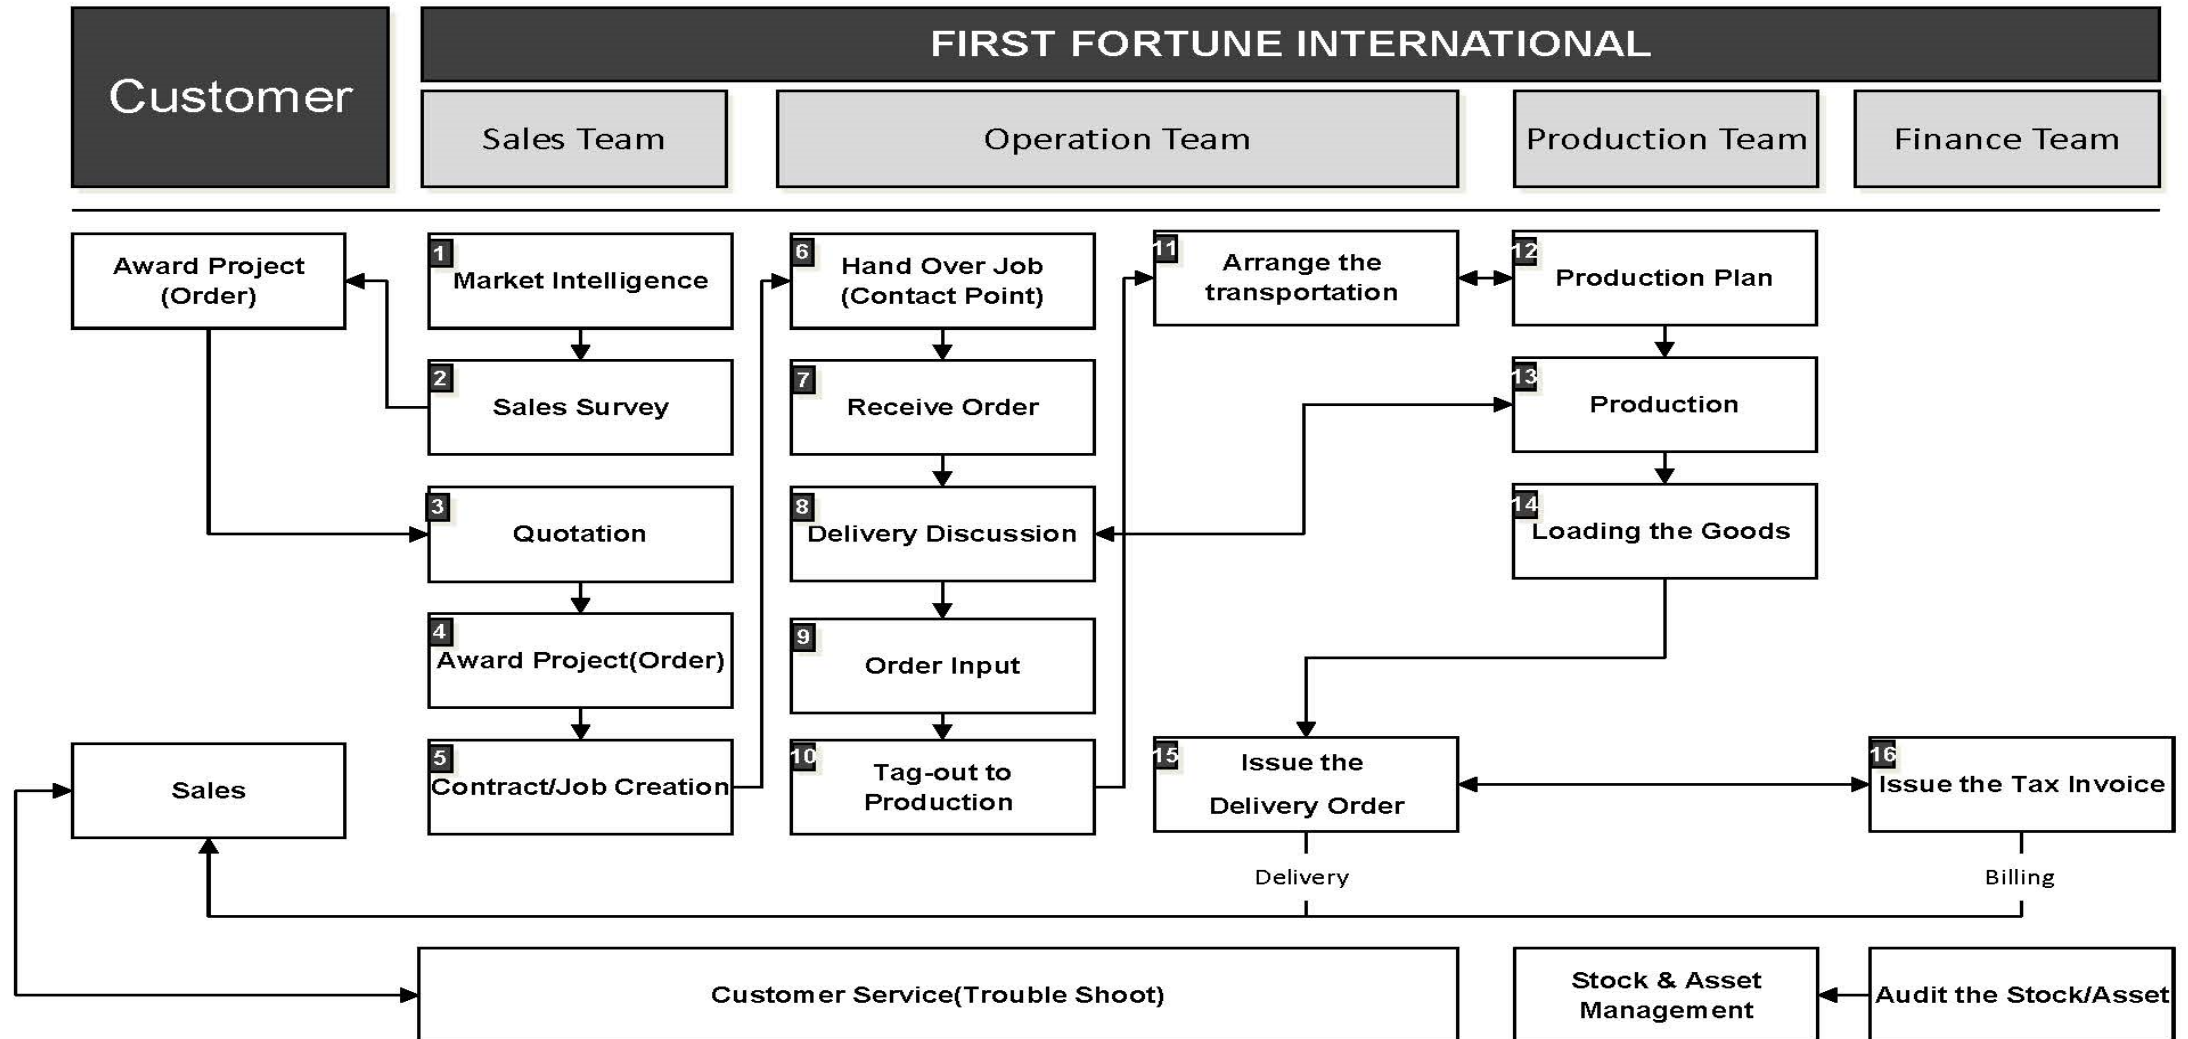 Customer
FIRST FORTUNE INTERNATIONAL
Sales Team
Operation Team
Production Team
Finance Team
Award Project
(Order)
1
Market Intelligence
6
Hand Over Job
(Contact Point)
11
Arrange the
transportation
12
Production Plan
2
Sales Survey
7
Receive Order
13
Production
3
Quotation
8
Delivery Discussion
14
Loading the Goods
4
Award Project(Order)
9
Order Input
Sales
5
Contract/Job Creation
10
Tag-out to
Production
15
Issue the
Delivery Order
16
Issue the Tax Invoice
Delivery
Billing
Customer Service(Trouble Shoot)
Stock & Asset
Management
Audit the Stock/Asset